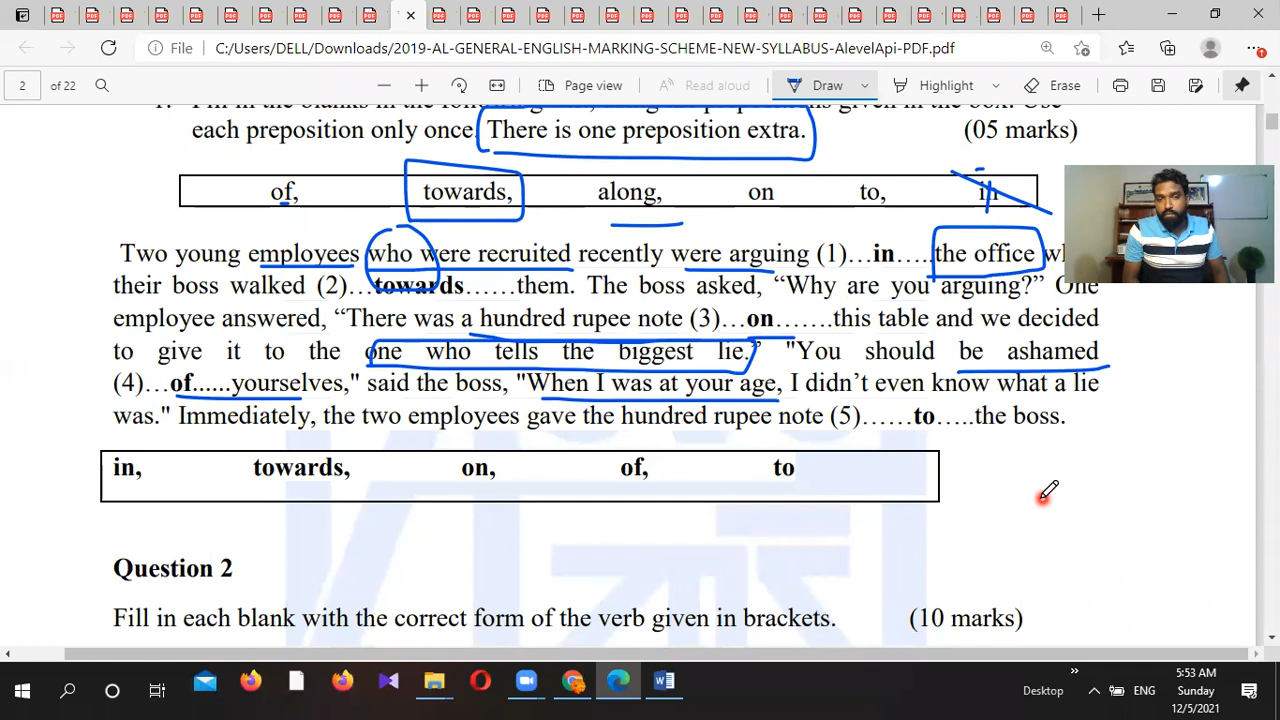 File C:/Users/DELL/Downloads/2019-AL-GENERAL-ENGLISH-MARKING-SCHEME-NEW-SYLLABUS-AlevelApi-PDF.pdf
2 of 22 Page view Read aloud Draw Highlight Erase
each preposition only once. There is one preposition extra. (05 marks)
of, towards, along, on to, in
Two young employees who were recruited recently were arguing (1)…in…..the office
their boss walked (2)…towards……them. The boss asked, “Why are you arguing?” One
employee answered, “There was a hundred rupee note (3)…on…….this table and we decided
to give it to the one who tells the biggest lie.” "You should be ashamed
(4)…of......yourselves," said the boss, "When I was at your age, I didn’t even know what a lie
was." Immediately, the two employees gave the hundred rupee note (5)……to…..the boss.
in, towards, on, of, to
Question 2
Fill in each blank with the correct form of the verb given in brackets. (10 marks)
Desktop ENG
5:53 AM
Sunday
12/5/2021